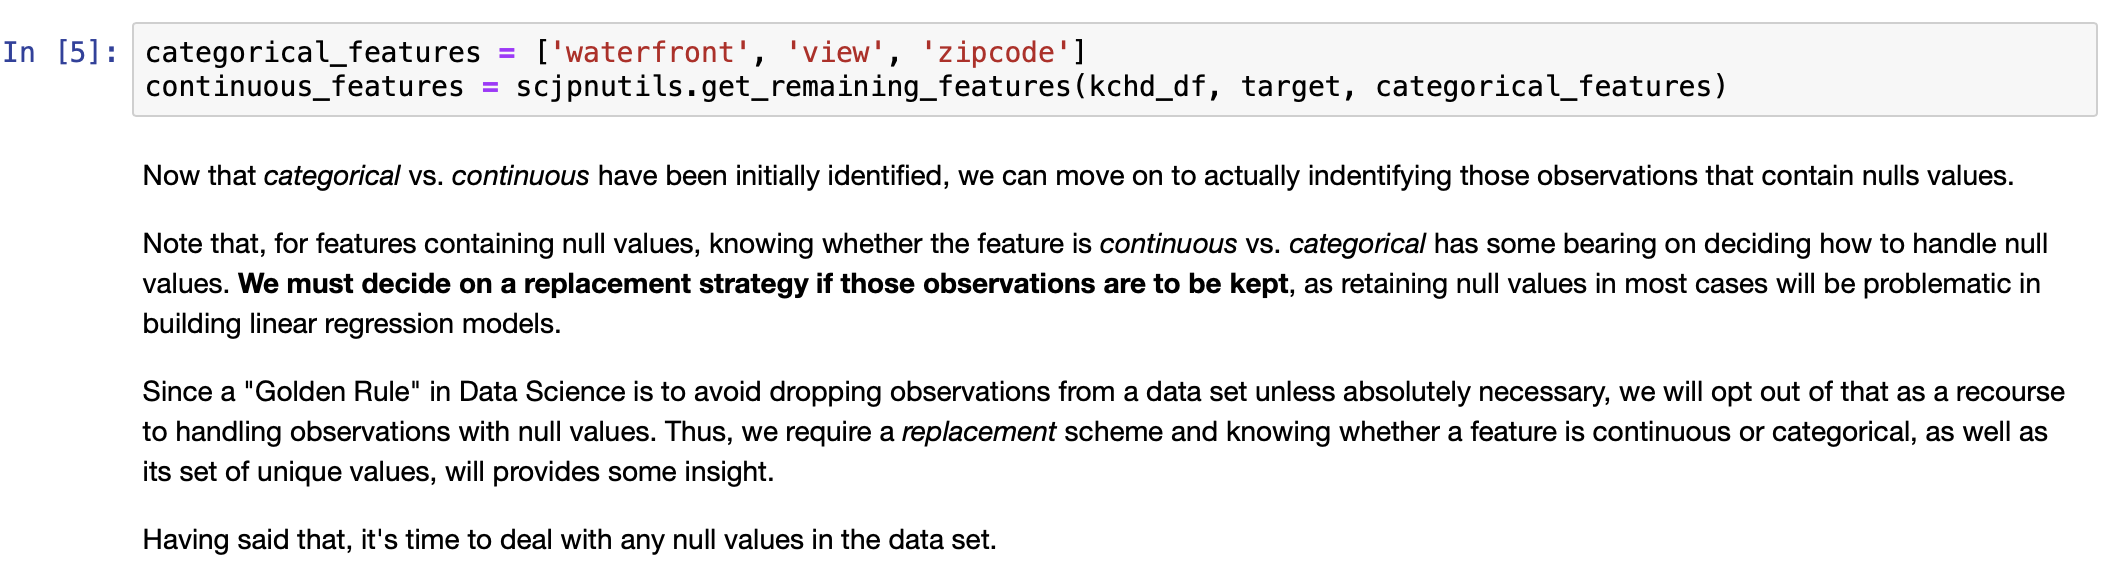 In [5]: categorical_features = ['waterfront', 'view', 'zipcode']
continuous_features = scjpnutils.get_remaining_features(kchd_df, target, categorical_features)
Now that categorical vs. continuous have been initially identified, we can move on to actually indentifying those observations that contain nulls values.
Note that, for features containing null values, knowing whether the feature is continuous vs. categorical has some bearing on deciding how to handle null
values. We must decide on a replacement strategy if those observations are to be kept, as retaining null values in most cases will be problematic in
building linear regression models.
Since a "Golden Rule" in Data Science is to avoid dropping observations from a data set unless absolutely necessary, we will opt out of that as a recourse
to handling observations with null values. Thus, we require a replacement scheme and knowing whether a feature is continuous or categorical, as well as
its set of unique values, will provides some insight.
Having said that, it's time to deal with any null values in the data set.